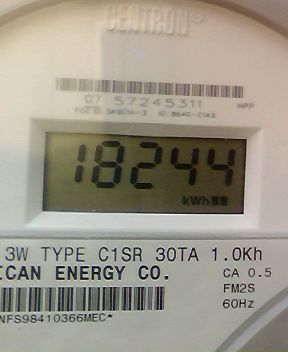 CENTRON®
07 57245311 HPP
18244
kWh
3W TYPE C1SR 30TA 1.0Kh
ICAN ENERGY CO. CA 0.5
FM2S
60Hz
NFS98410366MEC*